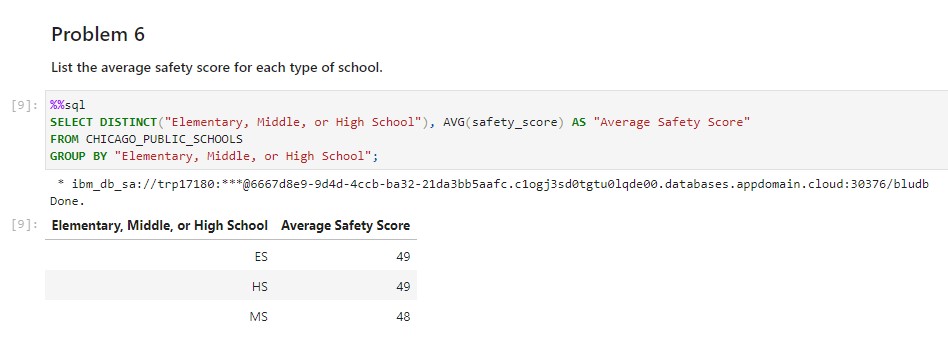 Problem 6
List the average safety score for each type of school.
[9]: %%sql
SELECT DISTINCT("Elementary, Middle, or High School"), AVG(safety_score) AS "Average Safety Score"
FROM CHICAGO_PUBLIC_SCHOOLS
GROUP BY "Elementary, Middle, or High School";
* ibm_db_sa://trp17180:***@6667d8e9-9d4d-4ccb-ba32-21da3bb5aafc.c1ogj3sd0tgtu0lqde00.databases.appdomain.cloud:30376/bludb
Done.
[9]: Elementary, Middle, or High School Average Safety Score
ES 49
HS 49
MS 48